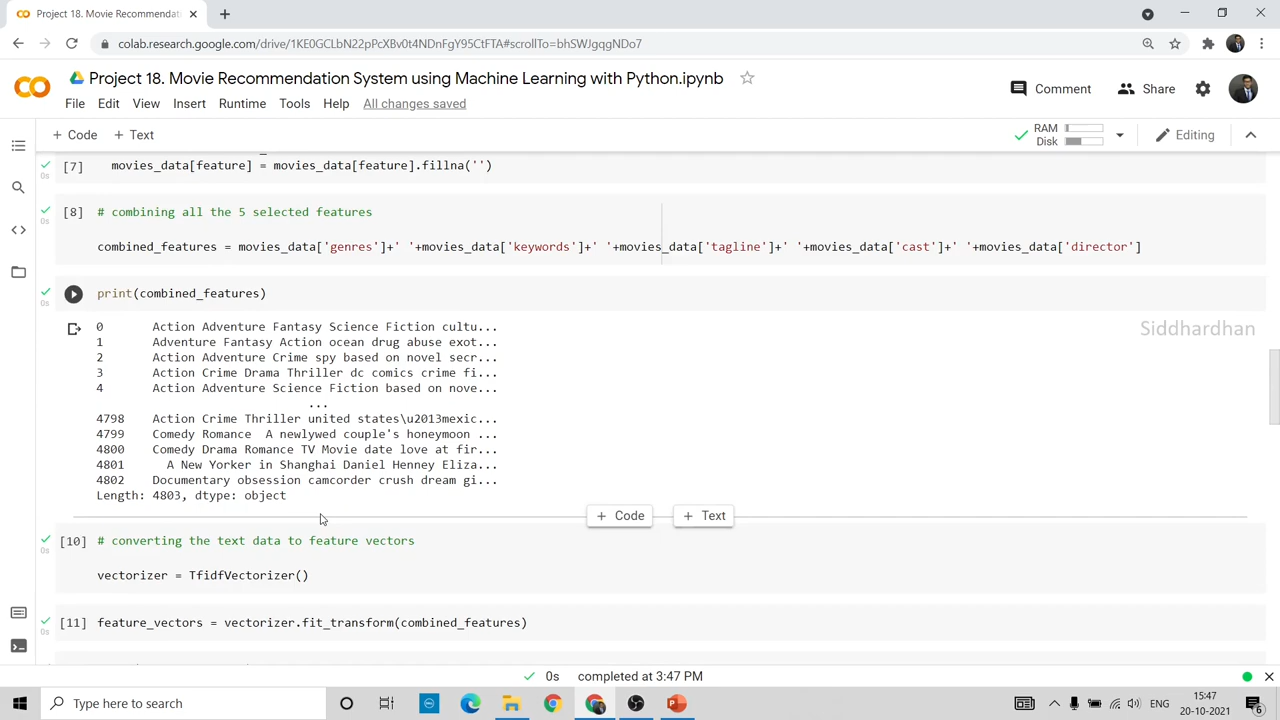 Project 18. Movie Recommendat
colab.research.google.com/drive/1KE0GCLbN22pPcXBv0t4NDnFgY95CtFTA#scrollTo=bhSWJgqgNDo7
Project 18. Movie Recommendation System using Machine Learning with Python.ipynb
Comment
Share
File Edit View Insert Runtime Tools Help All changes saved
+ Code + Text
RAM
Disk
Editing
[7] movies_data[feature] = movies_data[feature].fillna('')
0s
[8] # combining all the 5 selected features
0s
combined_features = movies_data['genres']+' '+movies_data['keywords']+' '+movies_data['tagline']+' '+movies_data['cast']+' '+movies_data['director']
print(combined_features)
0s
0 Action Adventure Fantasy Science Fiction cultu...
Siddhardhan
1 Adventure Fantasy Action ocean drug abuse exot...
2 Action Adventure Crime spy based on novel secr...
3 Action Crime Drama Thriller dc comics crime fi...
4 Action Adventure Science Fiction based on nove...
...
4798 Action Crime Thriller united states\u2013mexic...
4799 Comedy Romance A newlywed couple's honeymoon ...
4800 Comedy Drama Romance TV Movie date love at fir...
4801 A New Yorker in Shanghai Daniel Henney Eliza...
4802 Documentary obsession camcorder crush dream gi...
Length: 4803, dtype: object
+ Code + Text
[10] # converting the text data to feature vectors
0s
vectorizer = TfidfVectorizer()
[11] feature_vectors = vectorizer.fit_transform(combined_features)
0s
0s completed at 3:47 PM
Type here to search
ENG
15:47
20-10-2021
6